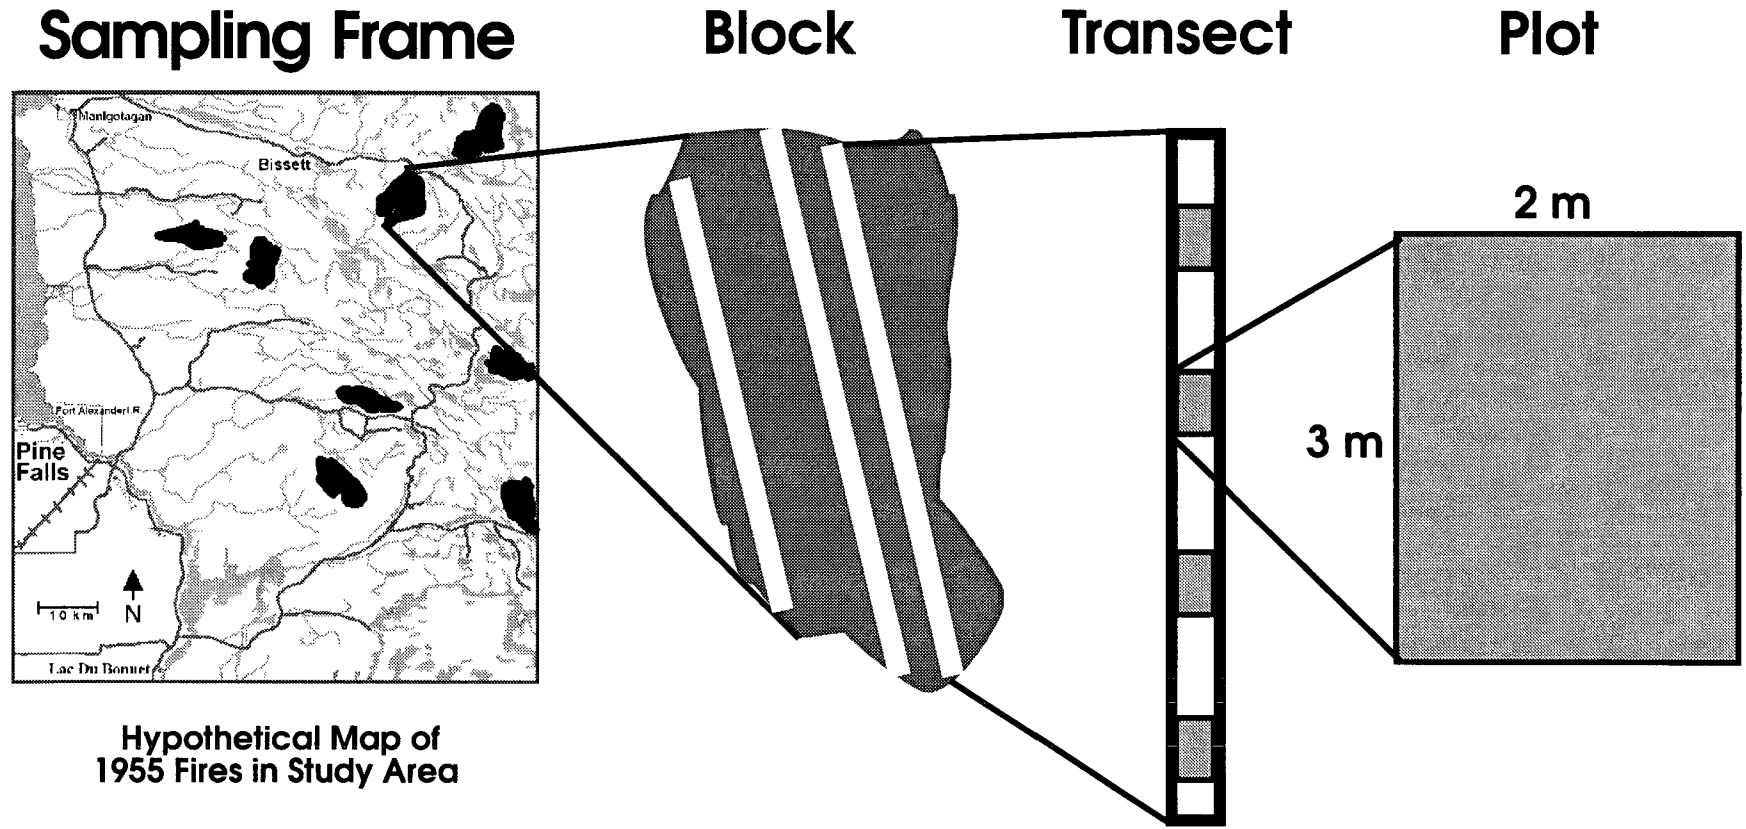 Sampling Frame
Block
Transect
Plot
Manigotagan
Bissett
Fort Alexander I.R.
Pine
Falls
10 km
N
Lac Du Bonnet
2 m
3 m
Hypothetical Map of
1955 Fires in Study Area